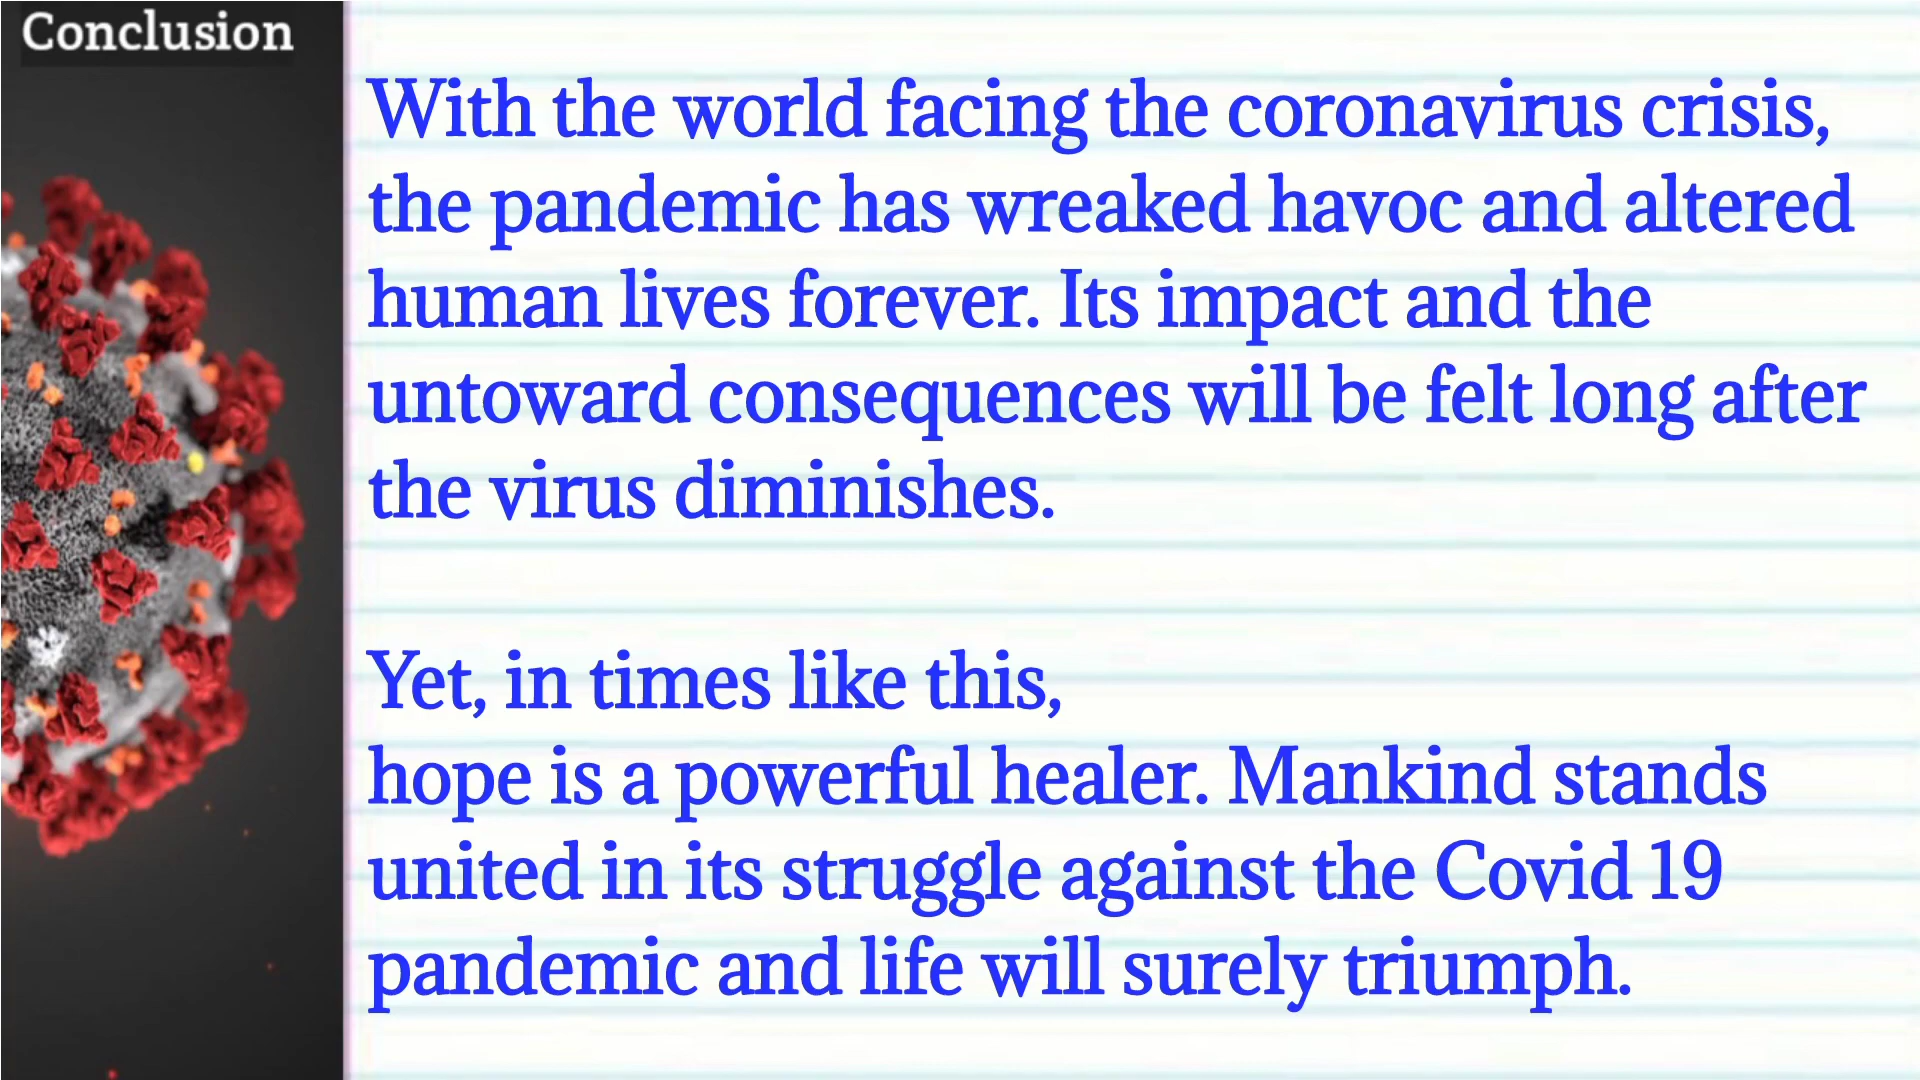 Conclusion
With the world facing the coronavirus crisis,
the pandemic has wreaked havoc and altered
human lives forever. Its impact and the
untoward consequences will be felt long after
the virus diminishes.
Yet, in times like this,
hope is a powerful healer. Mankind stands
united in its struggle against the Covid 19
pandemic and life will surely triumph.